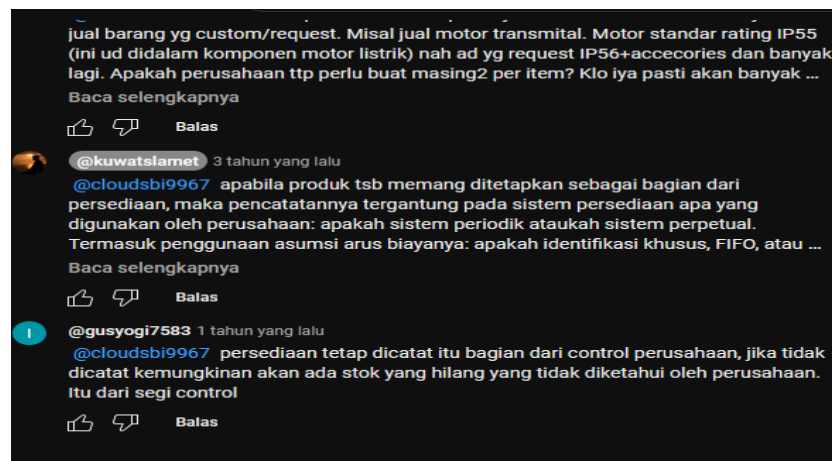 jual barang yg custom/request. Misal jual motor transmital. Motor standar rating IP55
(ini ud didalam komponen motor listrik) nah ad yg request IP56+accecories dan banyak
lagi. Apakah perusahaan ttp perlu buat masing2 per item? Klo iya pasti akan banyak ...
Baca selengkapnya
Balas
@kuwatslamet 3 tahun yang lalu
@cloudsbi9967 apabila produk tsb memang ditetapkan sebagai bagian dari
persediaan, maka pencatatannya tergantung pada sistem persediaan apa yang
digunakan oleh perusahaan: apakah sistem periodik ataukah sistem perpetual.
Termasuk penggunaan asumsi arus biayanya: apakah identifikasi khusus, FIFO, atau ...
Baca selengkapnya
Balas
I
@gusyogi7583 1 tahun yang lalu
@cloudsbi9967 persediaan tetap dicatat itu bagian dari control perusahaan, jika tidak
dicatat kemungkinan akan ada stok yang hilang yang tidak diketahui oleh perusahaan.
Itu dari segi control
Balas